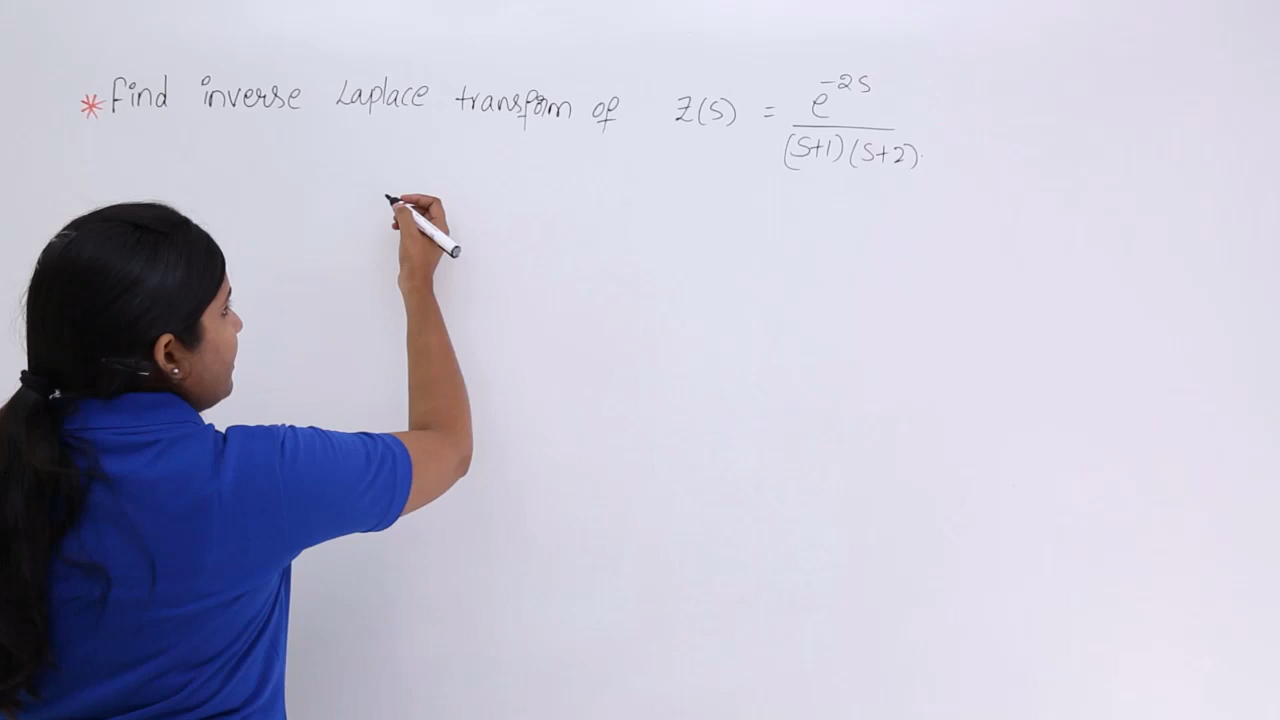 * Find inverse Laplace transform of Z(S) = e^{-2S} / (S+1)(S+2).